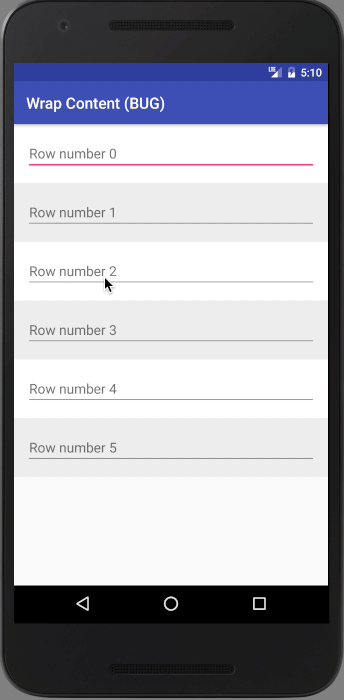 LTE 5:10
Wrap Content (BUG)
Row number 0
Row number 1
Row number 2
Row number 3
Row number 4
Row number 5